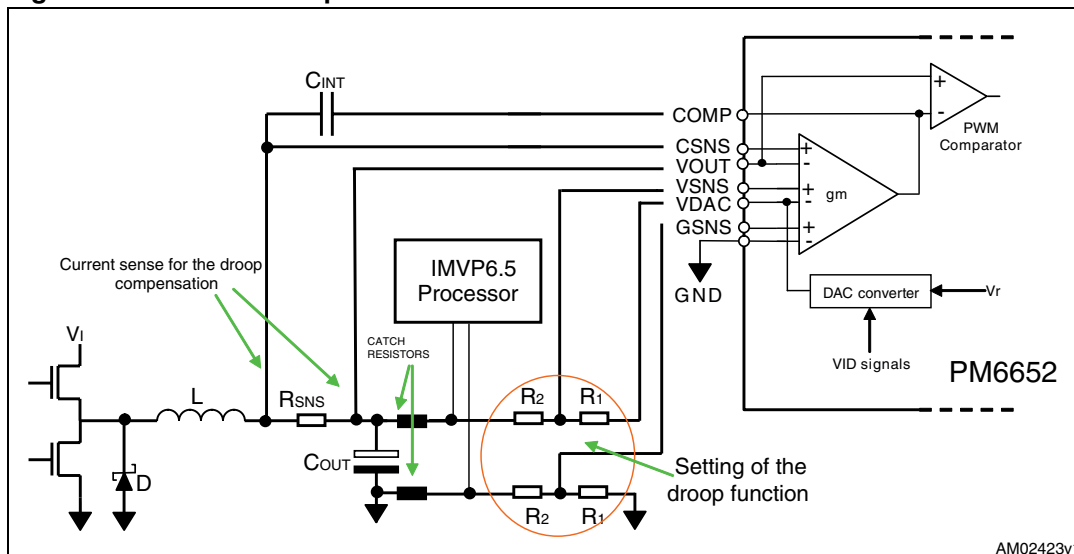 CINT
COMP
CSNS
VOUT
VSNS
VDAC
GSNS
GND
+
-
PWM
Comparator
+
-
+
-
+
-
gm
DAC converter
Vr
VID signals
PM6652
IMVP6.5
Processor
Current sense for the droop
compensation
CATCH
RESISTORS
VI
L
RSNS
D
COUT
R2
R1
R2
R1
Setting of the
droop function
AM02423v